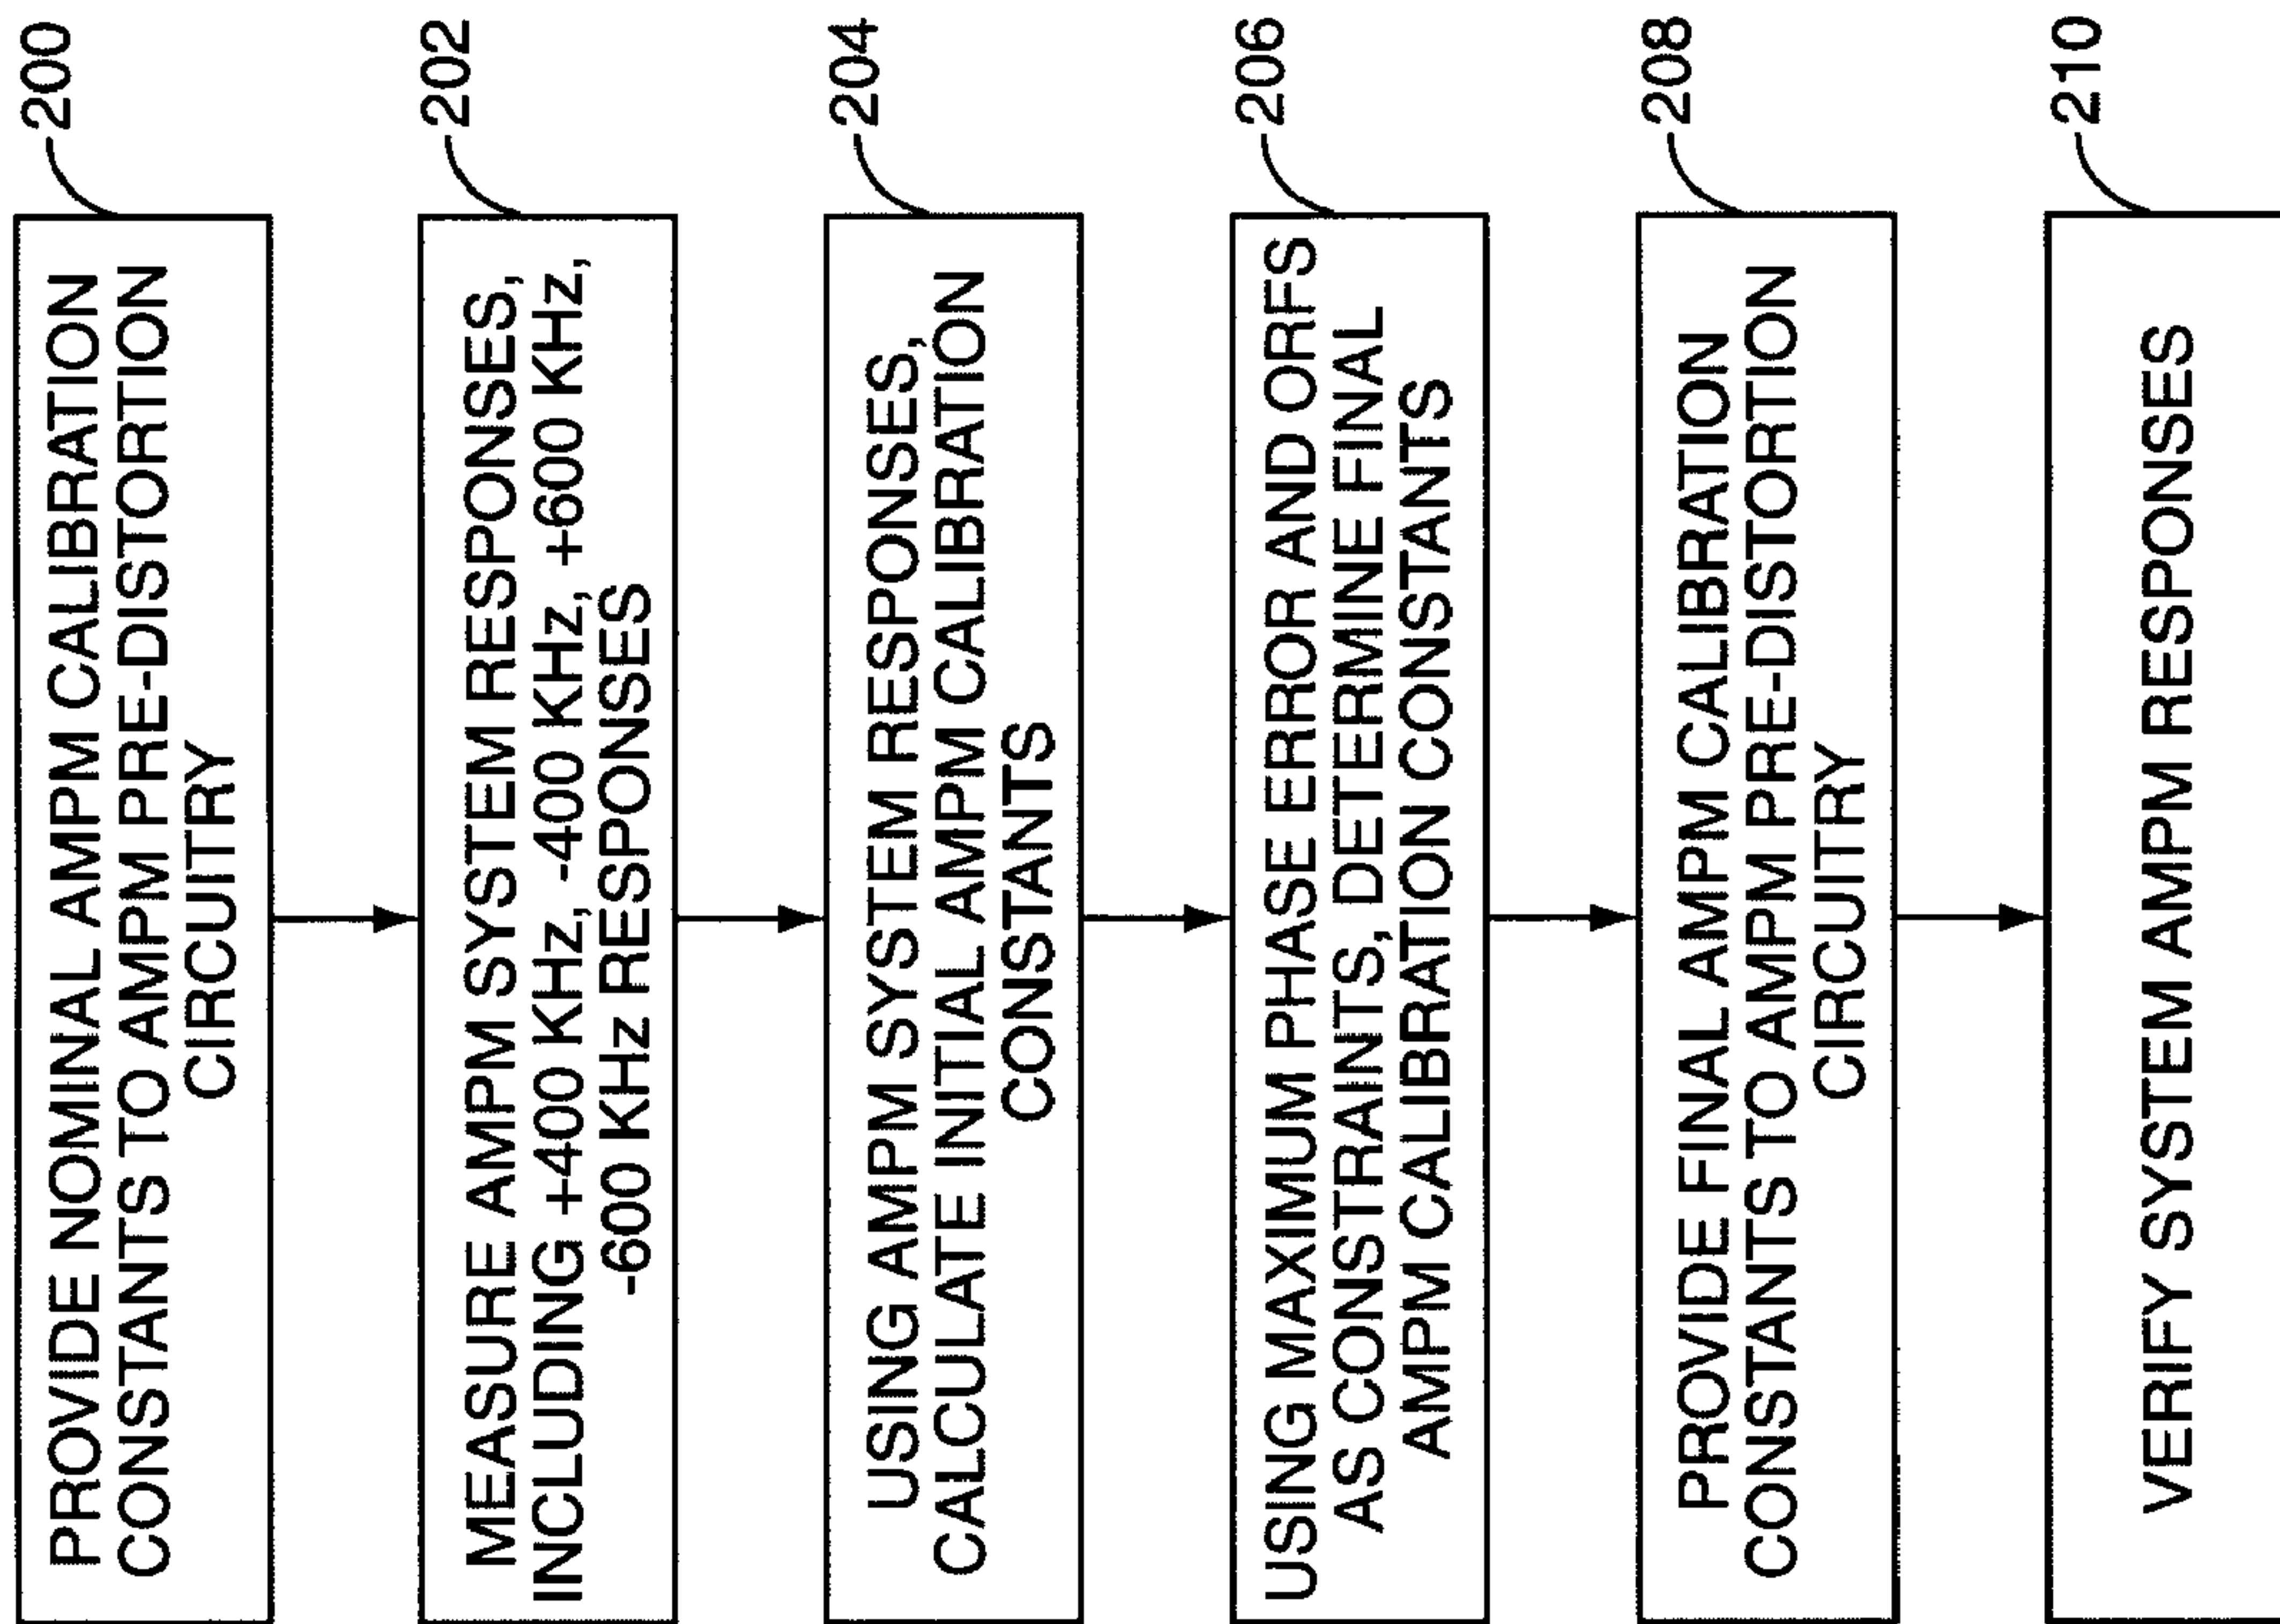 PROVIDE NOMINAL AMPM CALIBRATION
CONSTANTS TO AMPM PRE-DISTORTION
CIRCUITRY
200
MEASURE AMPM SYSTEM RESPONSES,
INCLUDING +400 KHz, -400 KHz, +600 KHz,
-600 KHz RESPONSES
202
USING AMPM SYSTEM RESPONSES,
CALCULATE INITIAL AMPM CALIBRATION
CONSTANTS
204
USING MAXIMUM PHASE ERROR AND ORFS
AS CONSTRAINTS, DETERMINE FINAL
AMPM CALIBRATION CONSTANTS
206
PROVIDE FINAL AMPM CALIBRATION
CONSTANTS TO AMPM PRE-DISTORTION
CIRCUITRY
208
VERIFY SYSTEM AMPM RESPONSES
210